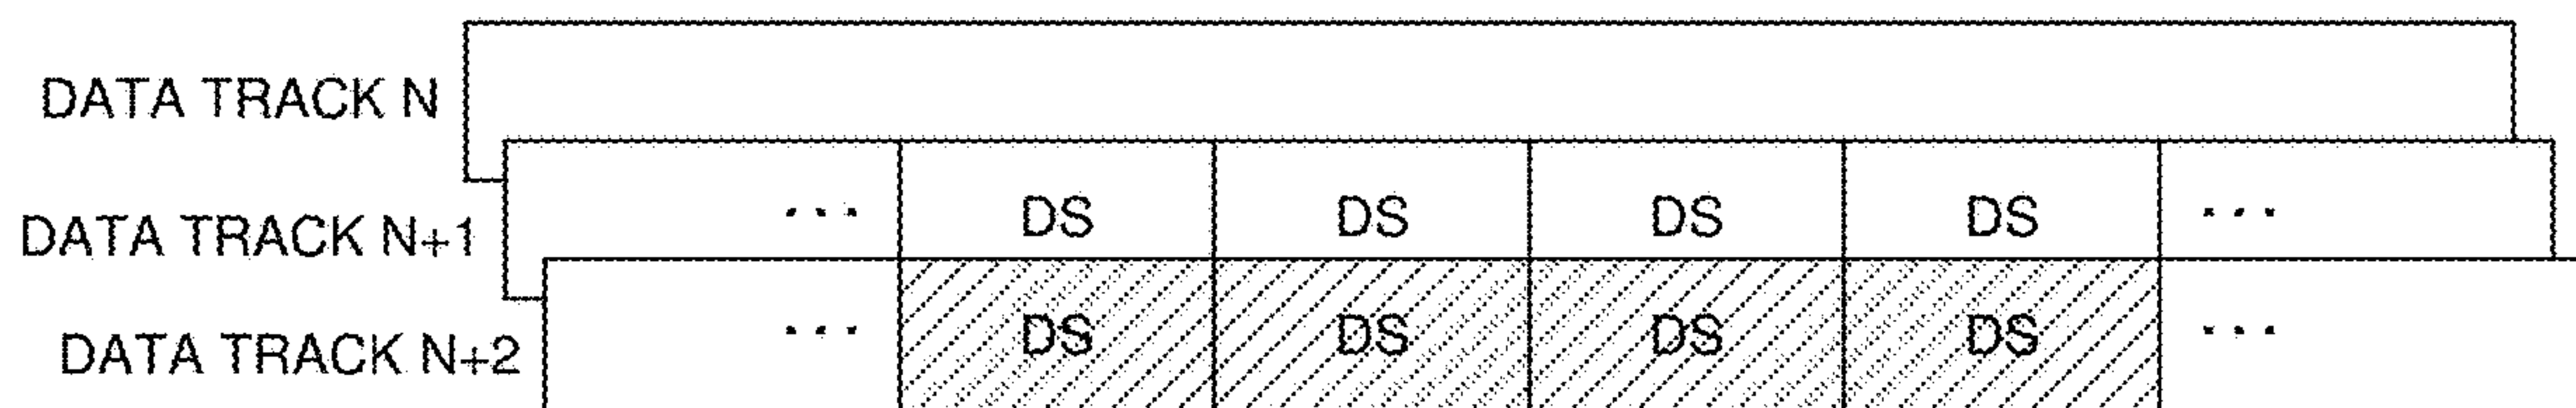 DATA TRACK N
DATA TRACK N+1 ... DS DS DS DS ...
DATA TRACK N+2 ... DS DS DS DS ...